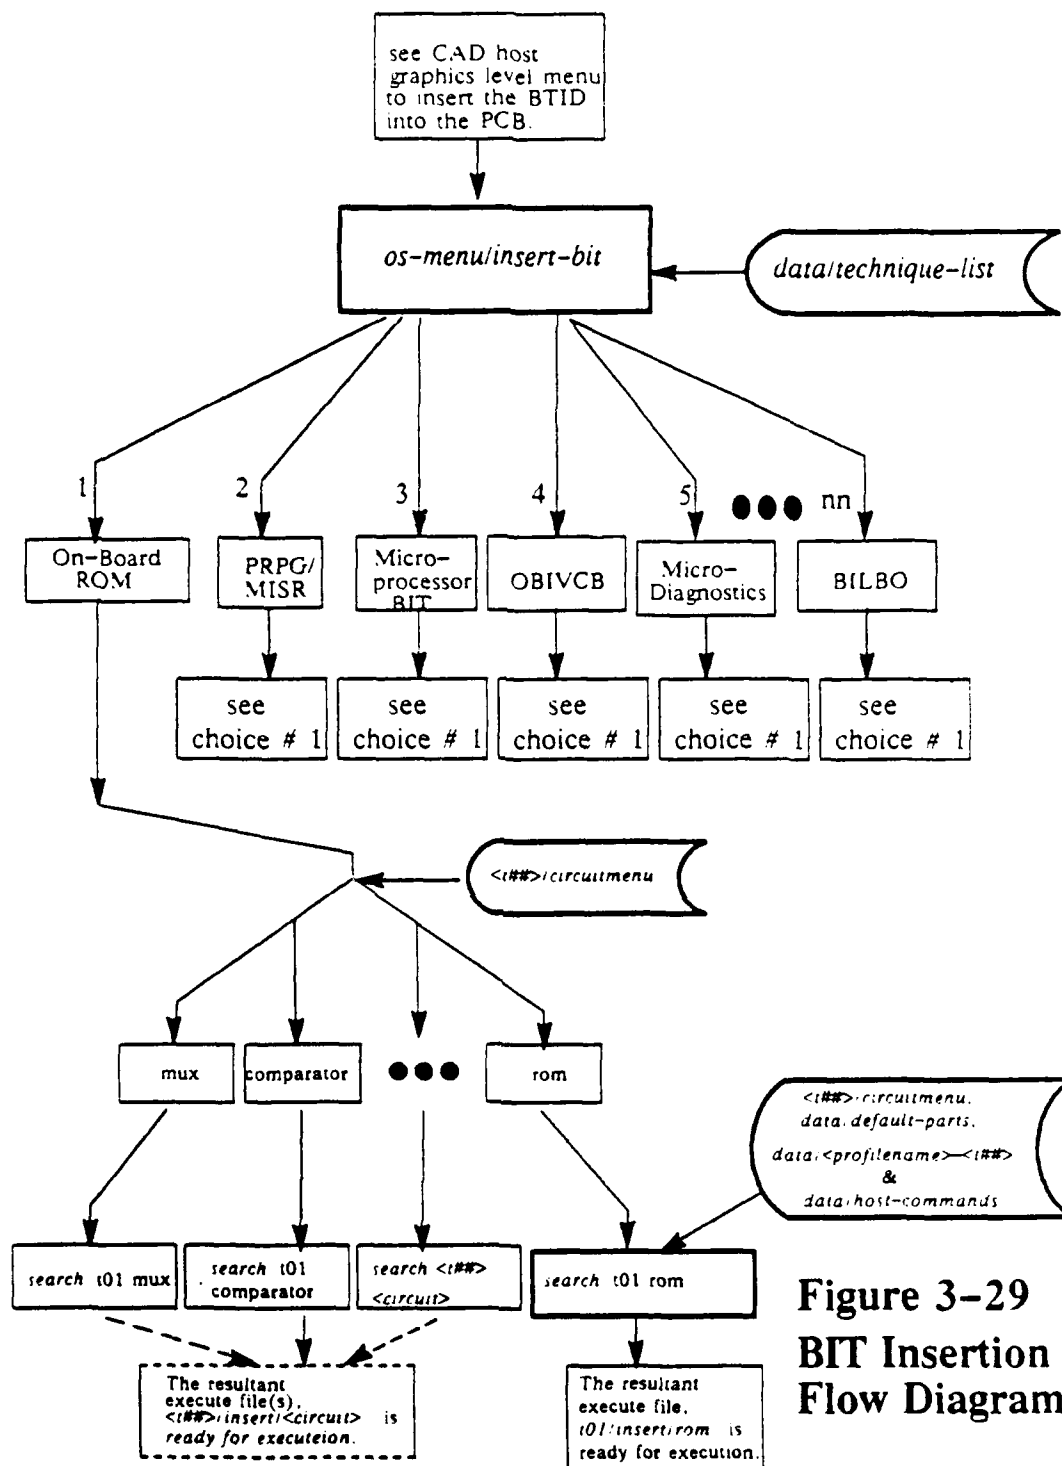 see CAD host
graphics level menu
to insert the BTID
into the PCB.
os-menu/insert-bit
data/technique-list
1
2
3
4
5
nn
On-Board
ROM
PRPG/
MISR
Micro-
processor
BIT
OBIVCB
Micro-
Diagnostics
BILBO
see
choice # 1
see
choice # 1
see
choice # 1
see
choice # 1
see
choice # 1
<t##>/circuitmenu
mux
comparator
rom
<t##>/circuitmenu,
data/default-parts,
data/<profilename>-<t##>
&
data/host-commands
search t01 mux
search t01
comparator
search <t##>
<circuit>
search t01 rom
The resultant
execute file(s),
<t##>/insert/<circuit> is
ready for executeion.
The resultant
execute file,
t01/insert/rom is
ready for execution.
Figure 3-29
BIT Insertion
Flow Diagram